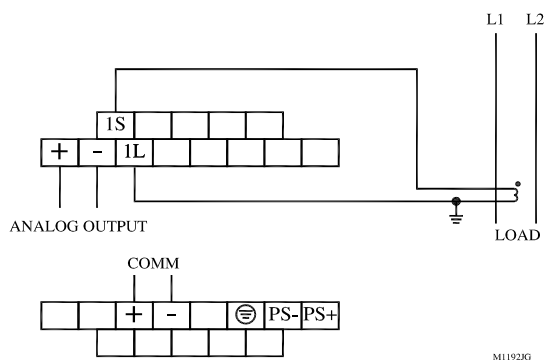 L1 L2
1S
+ - 1L
ANALOG OUTPUT
LOAD
COMM
+ - PS- PS+
M1192JG